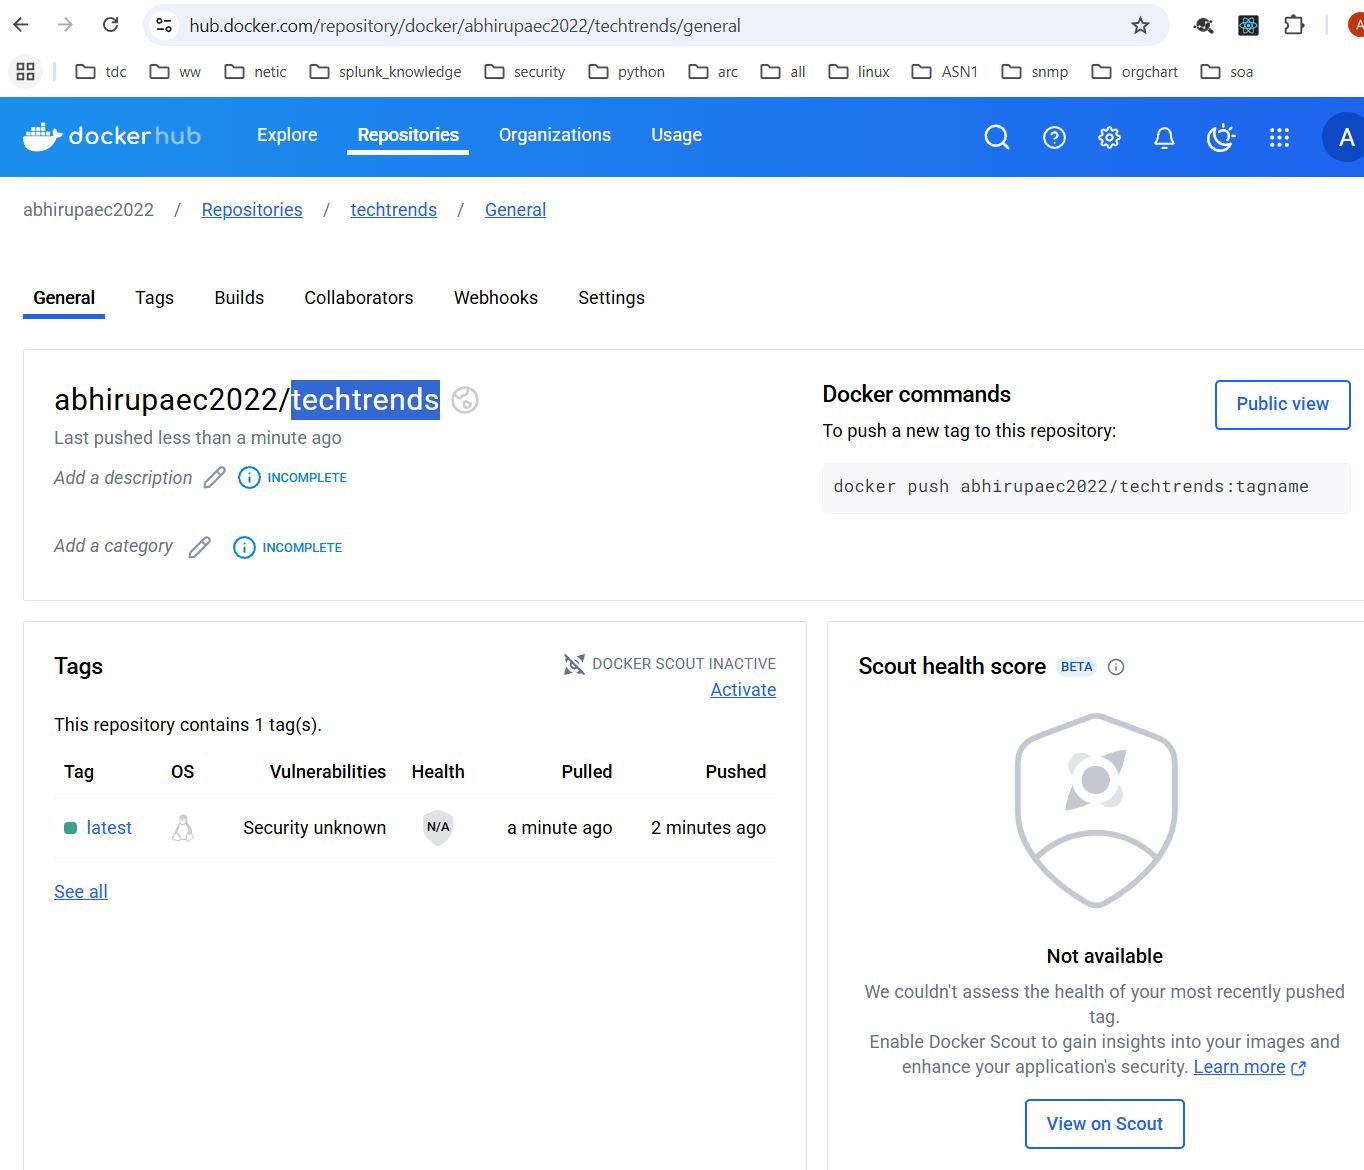 hub.docker.com/repository/docker/abhirupaec2022/techtrends/general
A
tdc ww netic splunk_knowledge security python arc all linux ASN1 snmp orgchart soa
dockerhub Explore Repositories Organizations Usage A
abhirupaec2022 / Repositories / techtrends / General
General Tags Builds Collaborators Webhooks Settings
abhirupaec2022/techtrends
Last pushed less than a minute ago
Add a description INCOMPLETE
Add a category INCOMPLETE
Docker commands
Public view
To push a new tag to this repository:
docker push abhirupaec2022/techtrends:tagname
Tags
DOCKER SCOUT INACTIVE
Activate
This repository contains 1 tag(s).
Tag OS Vulnerabilities Health Pulled Pushed
latest Security unknown N/A a minute ago 2 minutes ago
See all
Scout health score BETA
Not available
We couldn't assess the health of your most recently pushed
tag.
Enable Docker Scout to gain insights into your images and
enhance your application's security. Learn more
View on Scout